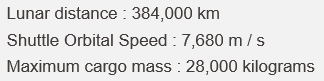 Lunar distance : 384,000 km
Shuttle Orbital Speed : 7,680 m / s
Maximum cargo mass : 28,000 kilograms